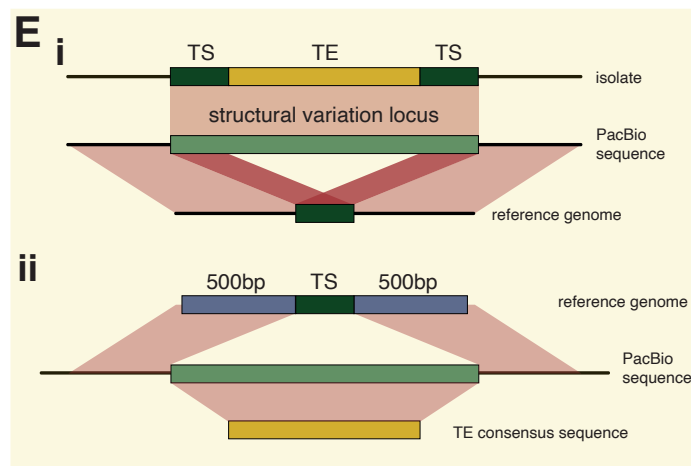 E
i
TS TE TS
isolate
structural variation locus
PacBio
sequence
reference genome
ii
500bp TS 500bp
reference genome
PacBio
sequence
TE consensus sequence